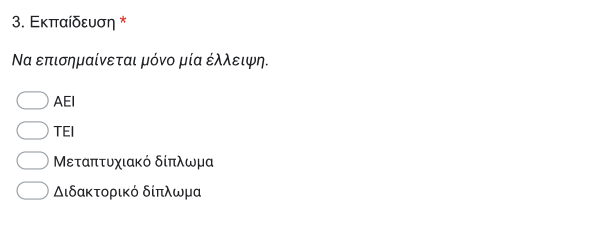 3. Εκπαίδευση *
Να επισημαίνεται μόνο μία έλλειψη.
ΑΕΙ
ΤΕΙ
Μεταπτυχιακό δίπλωμα
Διδακτορικό δίπλωμα